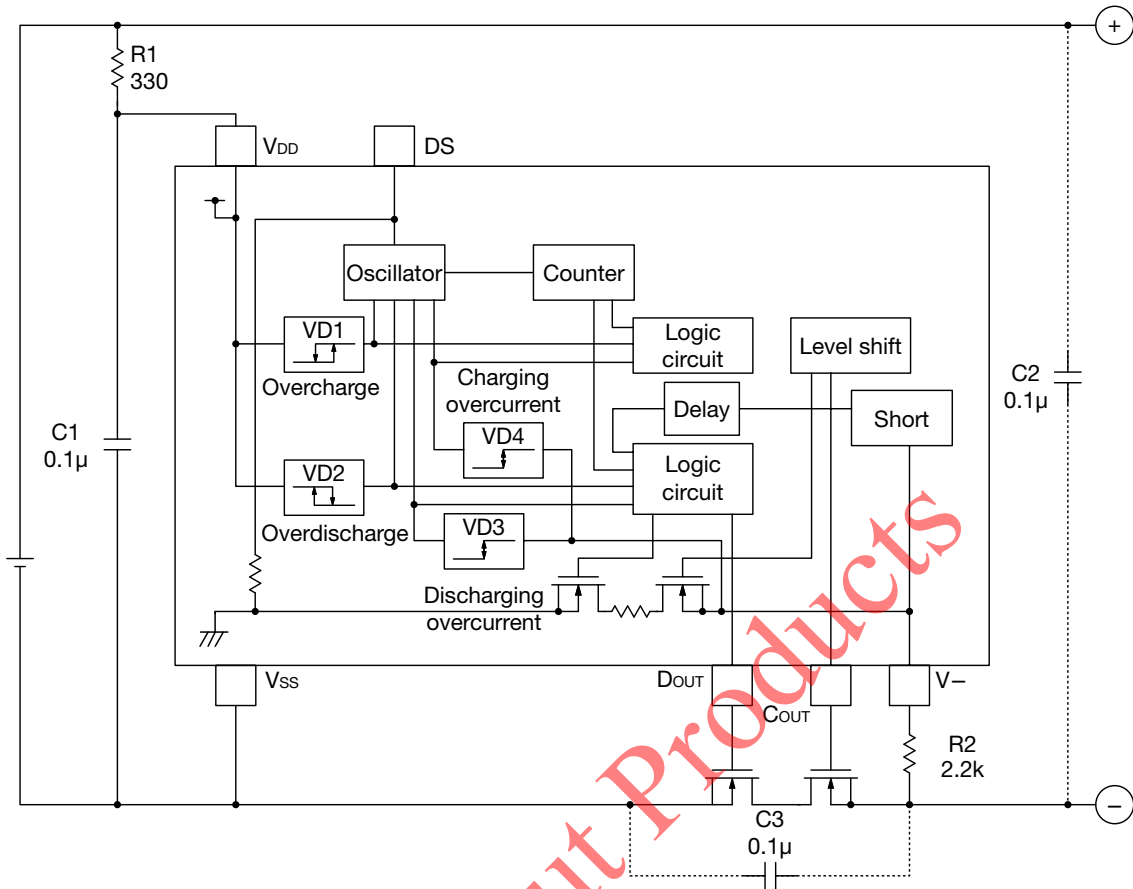 +
R1
330
VDD
DS
Oscillator
Counter
VD1
Overcharge
Logic
circuit
Level shift
Charging
overcurrent
Delay
Short
C2
0.1μ
C1
0.1μ
VD4
VD2
Overdischarge
Logic
circuit
VD3
Discharging
overcurrent
VSS
DOUT
COUT
V−
R2
2.2k
−
C3
0.1μ
ut Products